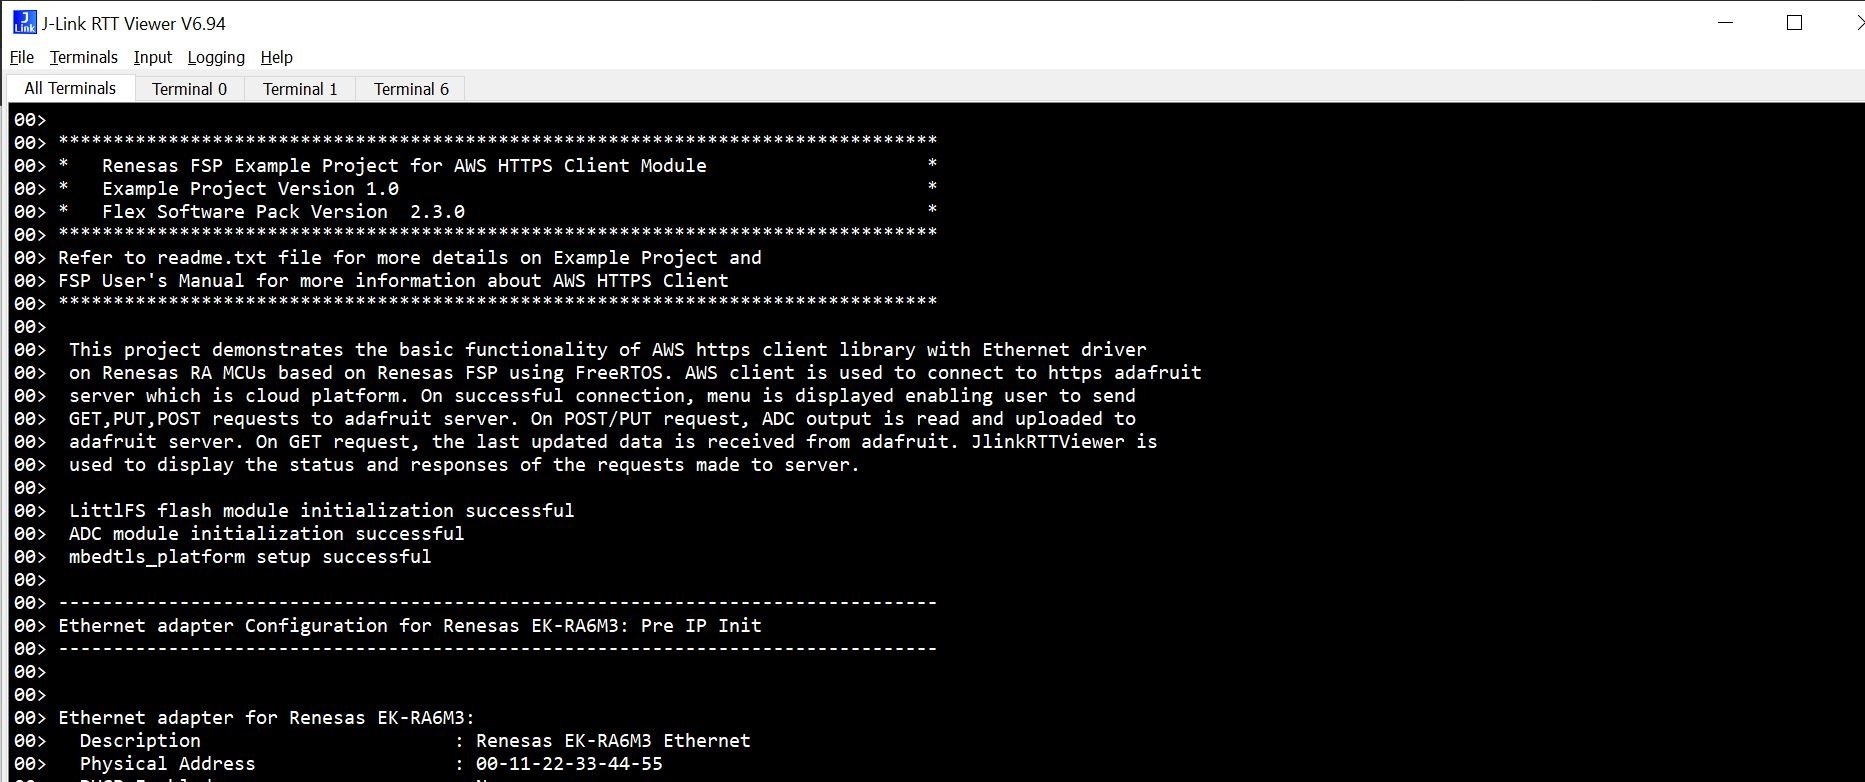 J-Link RTT Viewer V6.94
File Terminals Input Logging Help
All Terminals Terminal 0 Terminal 1 Terminal 6
00>
00> ********************************************************************************
00> *   Renesas FSP Example Project for AWS HTTPS Client Module                    *
00> *   Example Project Version 1.0                                                *
00> *   Flex Software Pack Version  2.3.0                                          *
00> ********************************************************************************
00> Refer to readme.txt file for more details on Example Project and
00> FSP User's Manual for more information about AWS HTTPS Client
00> ********************************************************************************
00>
00>  This project demonstrates the basic functionality of AWS https client library with Ethernet driver
00>  on Renesas RA MCUs based on Renesas FSP using FreeRTOS. AWS client is used to connect to https adafruit
00>  server which is cloud platform. On successful connection, menu is displayed enabling user to send
00>  GET,PUT,POST requests to adafruit server. On POST/PUT request, ADC output is read and uploaded to
00>  adafruit server. On GET request, the last updated data is received from adafruit. JlinkRTTViewer is
00>  used to display the status and responses of the requests made to server.
00>
00>  LittlFS flash module initialization successful
00>  ADC module initialization successful
00>  mbedtls_platform setup successful
00>
00> --------------------------------------------------------------------------------
00> Ethernet adapter Configuration for Renesas EK-RA6M3: Pre IP Init
00> --------------------------------------------------------------------------------
00>
00>
00> Ethernet adapter for Renesas EK-RA6M3:
00>   Description                       : Renesas EK-RA6M3 Ethernet
00>   Physical Address                  : 00-11-22-33-44-55